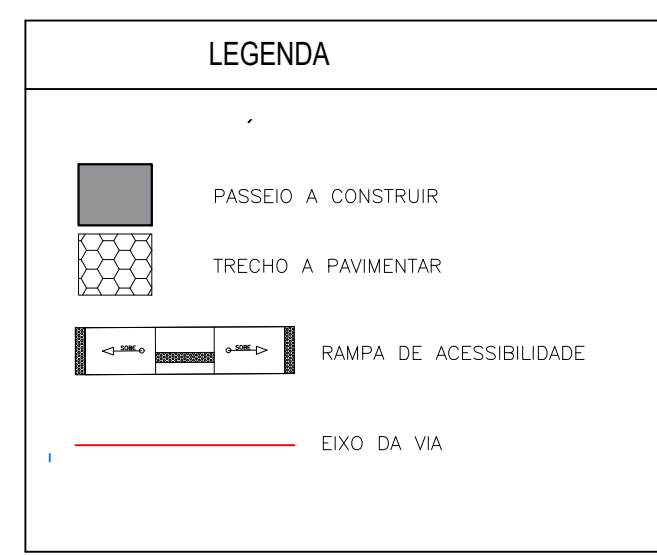 LEGENDA
PASSEIO A CONSTRUIR
TRECHO A PAVIMENTAR
SOBE SOBE
RAMPA DE ACESSIBILIDADE
EIXO DA VIA